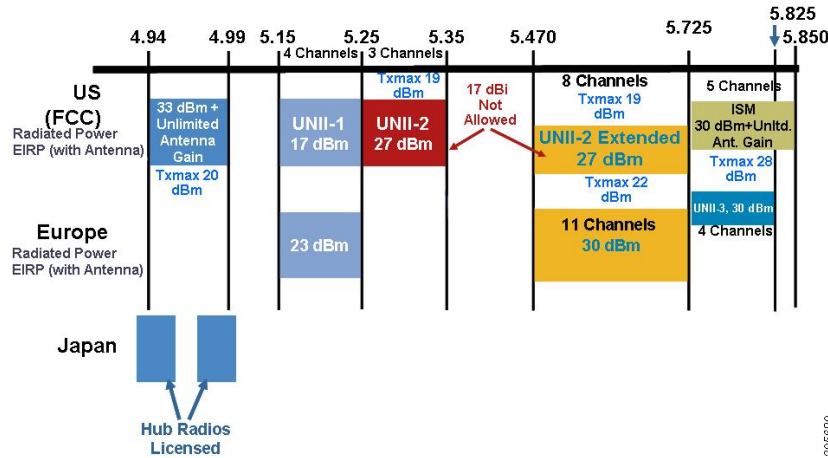 5.825
4.94 4.99 5.15 5.25 5.35 5.470 5.725 5.850
4 Channels 3 Channels
US
(FCC)
Radiated Power
EIRP (with Antenna)
33 dBm +
Unlimited
Antenna
Gain
Txmax 20
dBm
UNII-1
17 dBm
Txmax 19
dBm
UNII-2
27 dBm
17 dBi
Not
Allowed
8 Channels
Txmax 19
dBm
UNII-2 Extended
27 dBm
Txmax 22
dBm
5 Channels
ISM
30 dBm+Unltd.
Ant. Gain
Txmax 28
dBm
UNII-3, 30 dBm
4 Channels
Europe
Radiated Power
EIRP (with Antenna)
23 dBm
11 Channels
30 dBm
Japan
Hub Radios
Licensed